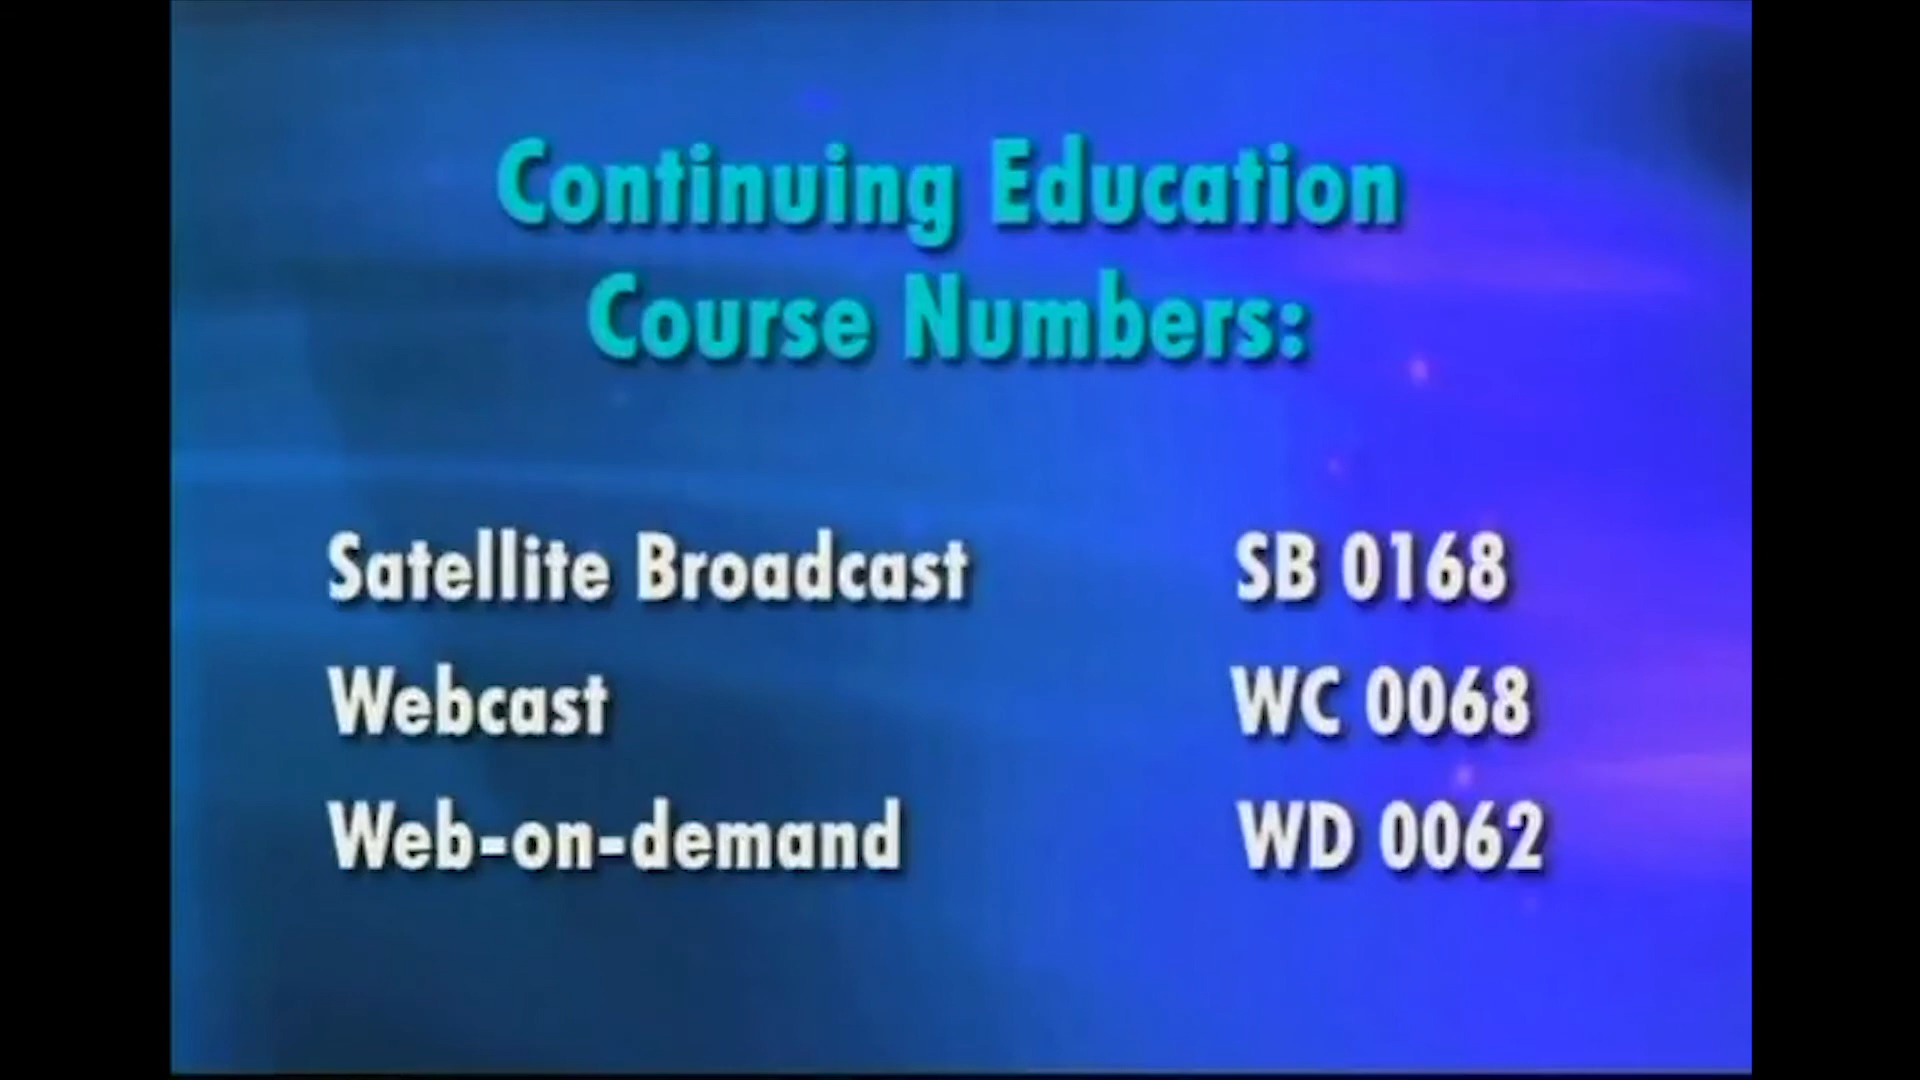 Continuing Education
Course Numbers:
Satellite Broadcast SB 0168
Webcast WC 0068
Web-on-demand WD 0062